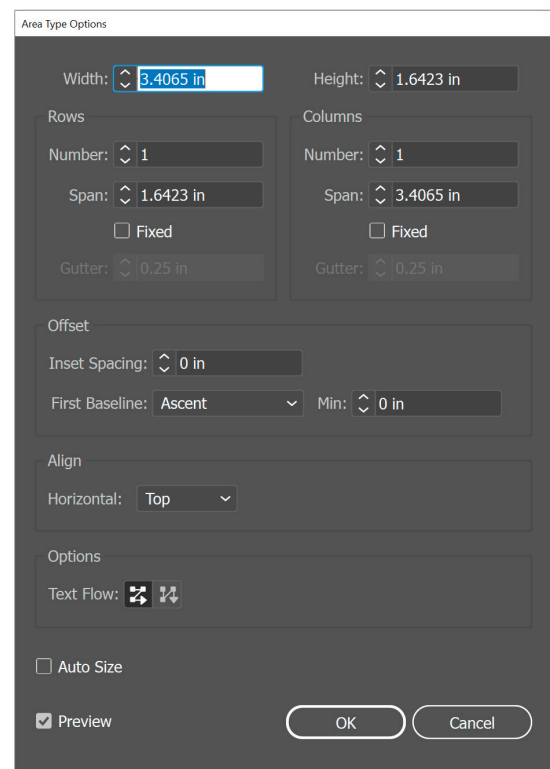 Area Type Options
Width: 3.4065 in Height: 1.6423 in
Rows Columns
Number: 1 Number: 1
Span: 1.6423 in Span: 3.4065 in
Fixed Fixed
Gutter: 0.25 in Gutter: 0.25 in
Offset
Inset Spacing: 0 in
First Baseline: Ascent Min: 0 in
Align
Horizontal: Top
Options
Text Flow:
Auto Size
Preview OK Cancel